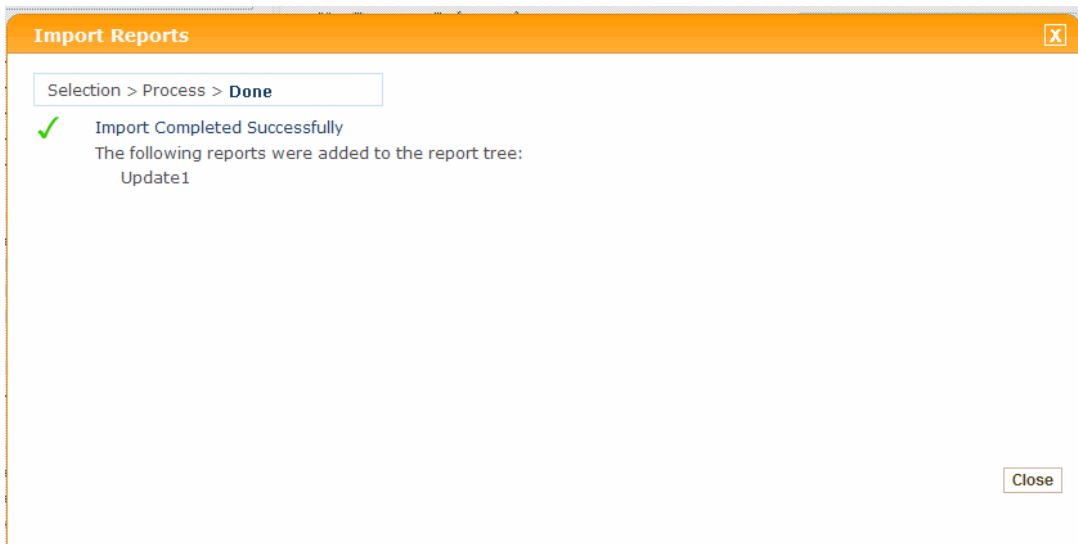 Import Reports
X
Selection > Process > Done
Import Completed Successfully
The following reports were added to the report tree:
Update1
Close